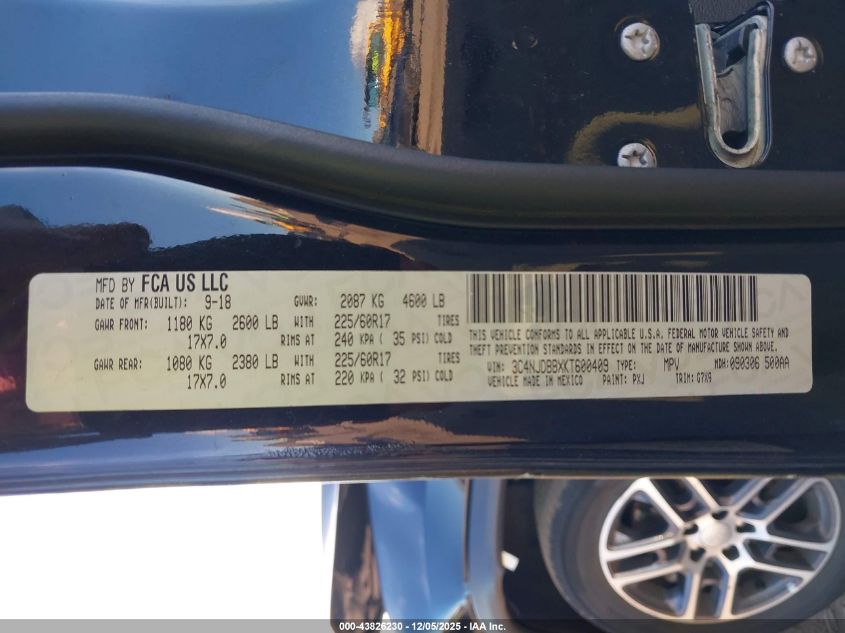 MFD BY FCA US LLC
DATE OF MFR(BUILT): 9-18 GVWR: 2087 KG 4600 LB
GAWR FRONT: 1180 KG 2600 LB WITH 225/60R17 TIRES
17X7.0 RIMS AT 240 KPA ( 35 PSI) COLD
GAWR REAR: 1080 KG 2380 LB WITH 225/60R17 TIRES
17X7.0 RIMS AT 220 KPA ( 32 PSI) COLD
THIS VEHICLE CONFORMS TO ALL APPLICABLE U.S.A. FEDERAL MOTOR VEHICLE SAFETY AND
THEFT PREVENTION STANDARDS IN EFFECT ON THE DATE OF MANUFACTURE SHOWN ABOVE.
VIN: 3C4NJDBBXKT600409 TYPE: MPV MDH: 090306 500AA
VEHICLE MADE IN MEXICO PAINT: PXJ TRIM: G7X9
000-43826230 - 12/05/2025 - IAA Inc.